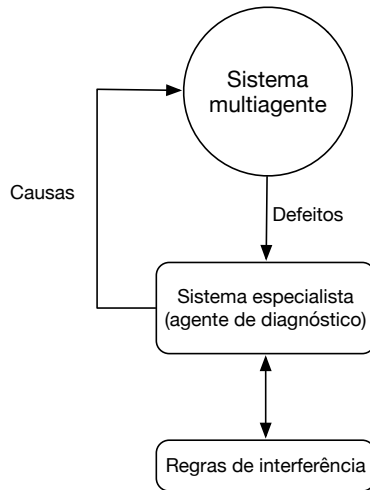 Sistema
multiagente
Causas
Defeitos
Sistema especialista
(agente de diagnóstico)
Regras de interferência